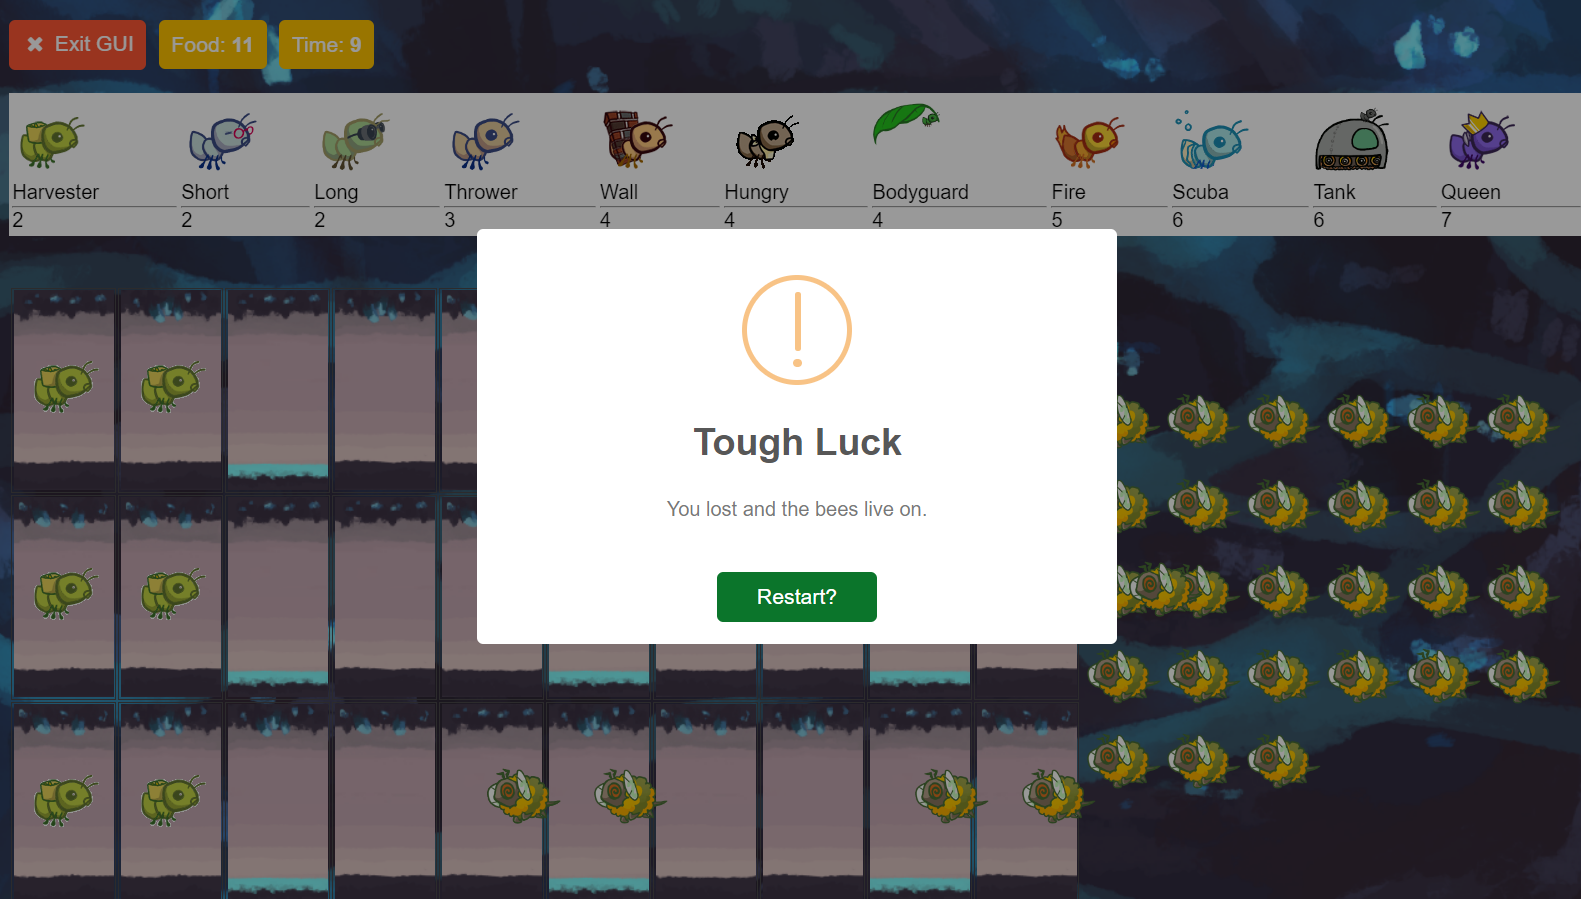 ✖ Exit GUI Food: 11 Time: 9
Harvester Short Long Thrower Wall Hungry Bodyguard Fire Scuba Tank Queen
2 2 2 3 4 4 4 5 6 6 7
Tough Luck
You lost and the bees live on.
Restart?